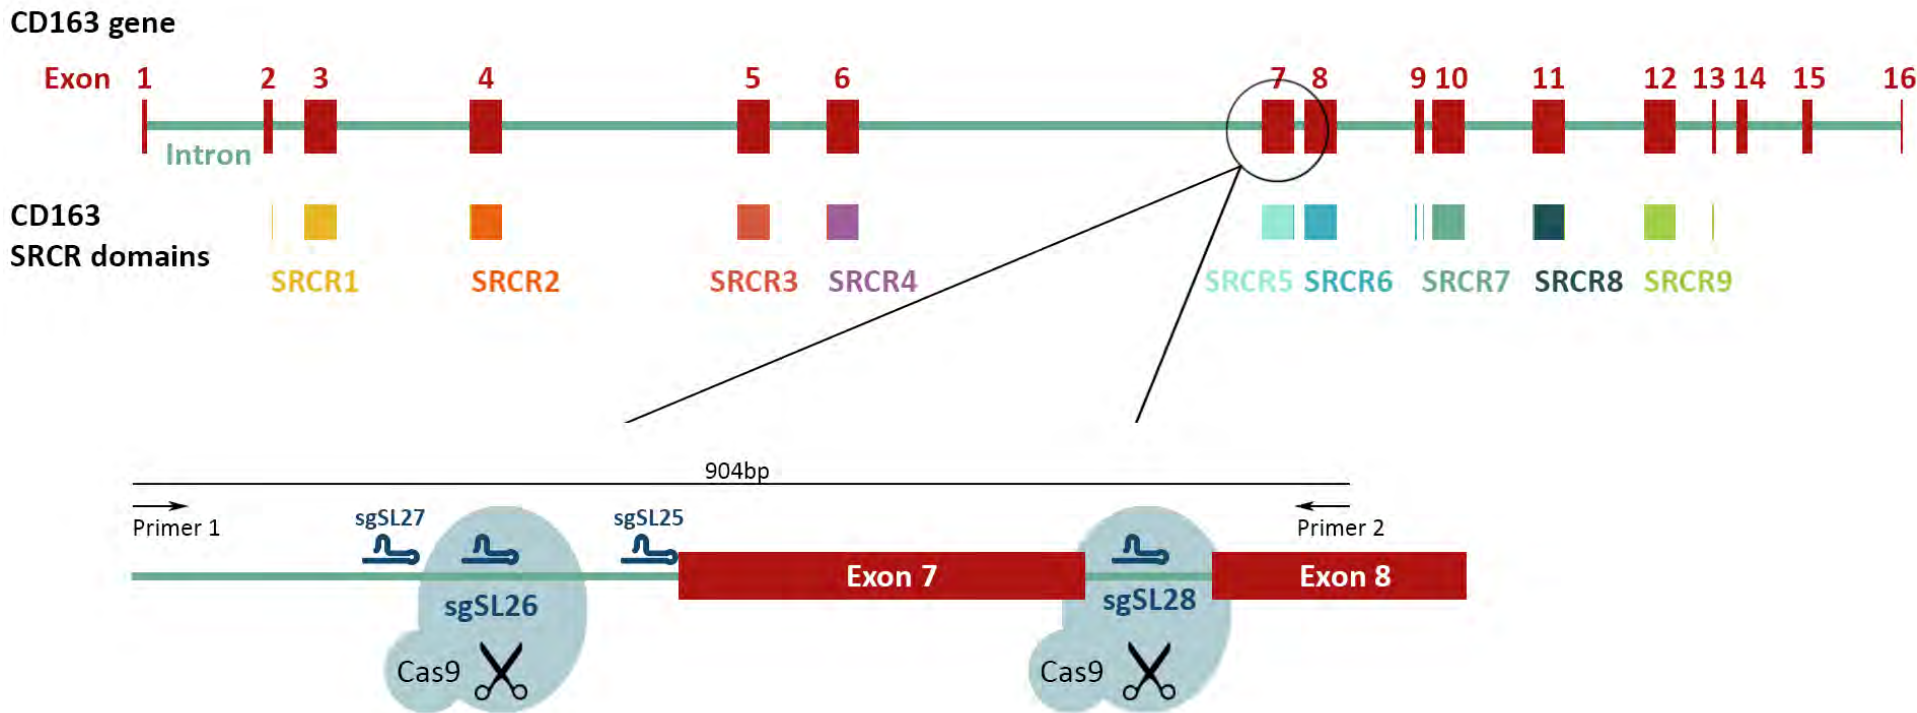 CD163 gene
Exon 1 2 3 4 5 6 7 8 9 10 11 12 13 14 15 16
Intron
CD163
SRCR domains
SRCR1 SRCR2 SRCR3 SRCR4 SRCR5 SRCR6 SRCR7 SRCR8 SRCR9
904bp
Primer 1 Primer 2
sgSL27 sgSL25
Exon 7 Exon 8
sgSL26 sgSL28
Cas9 Cas9